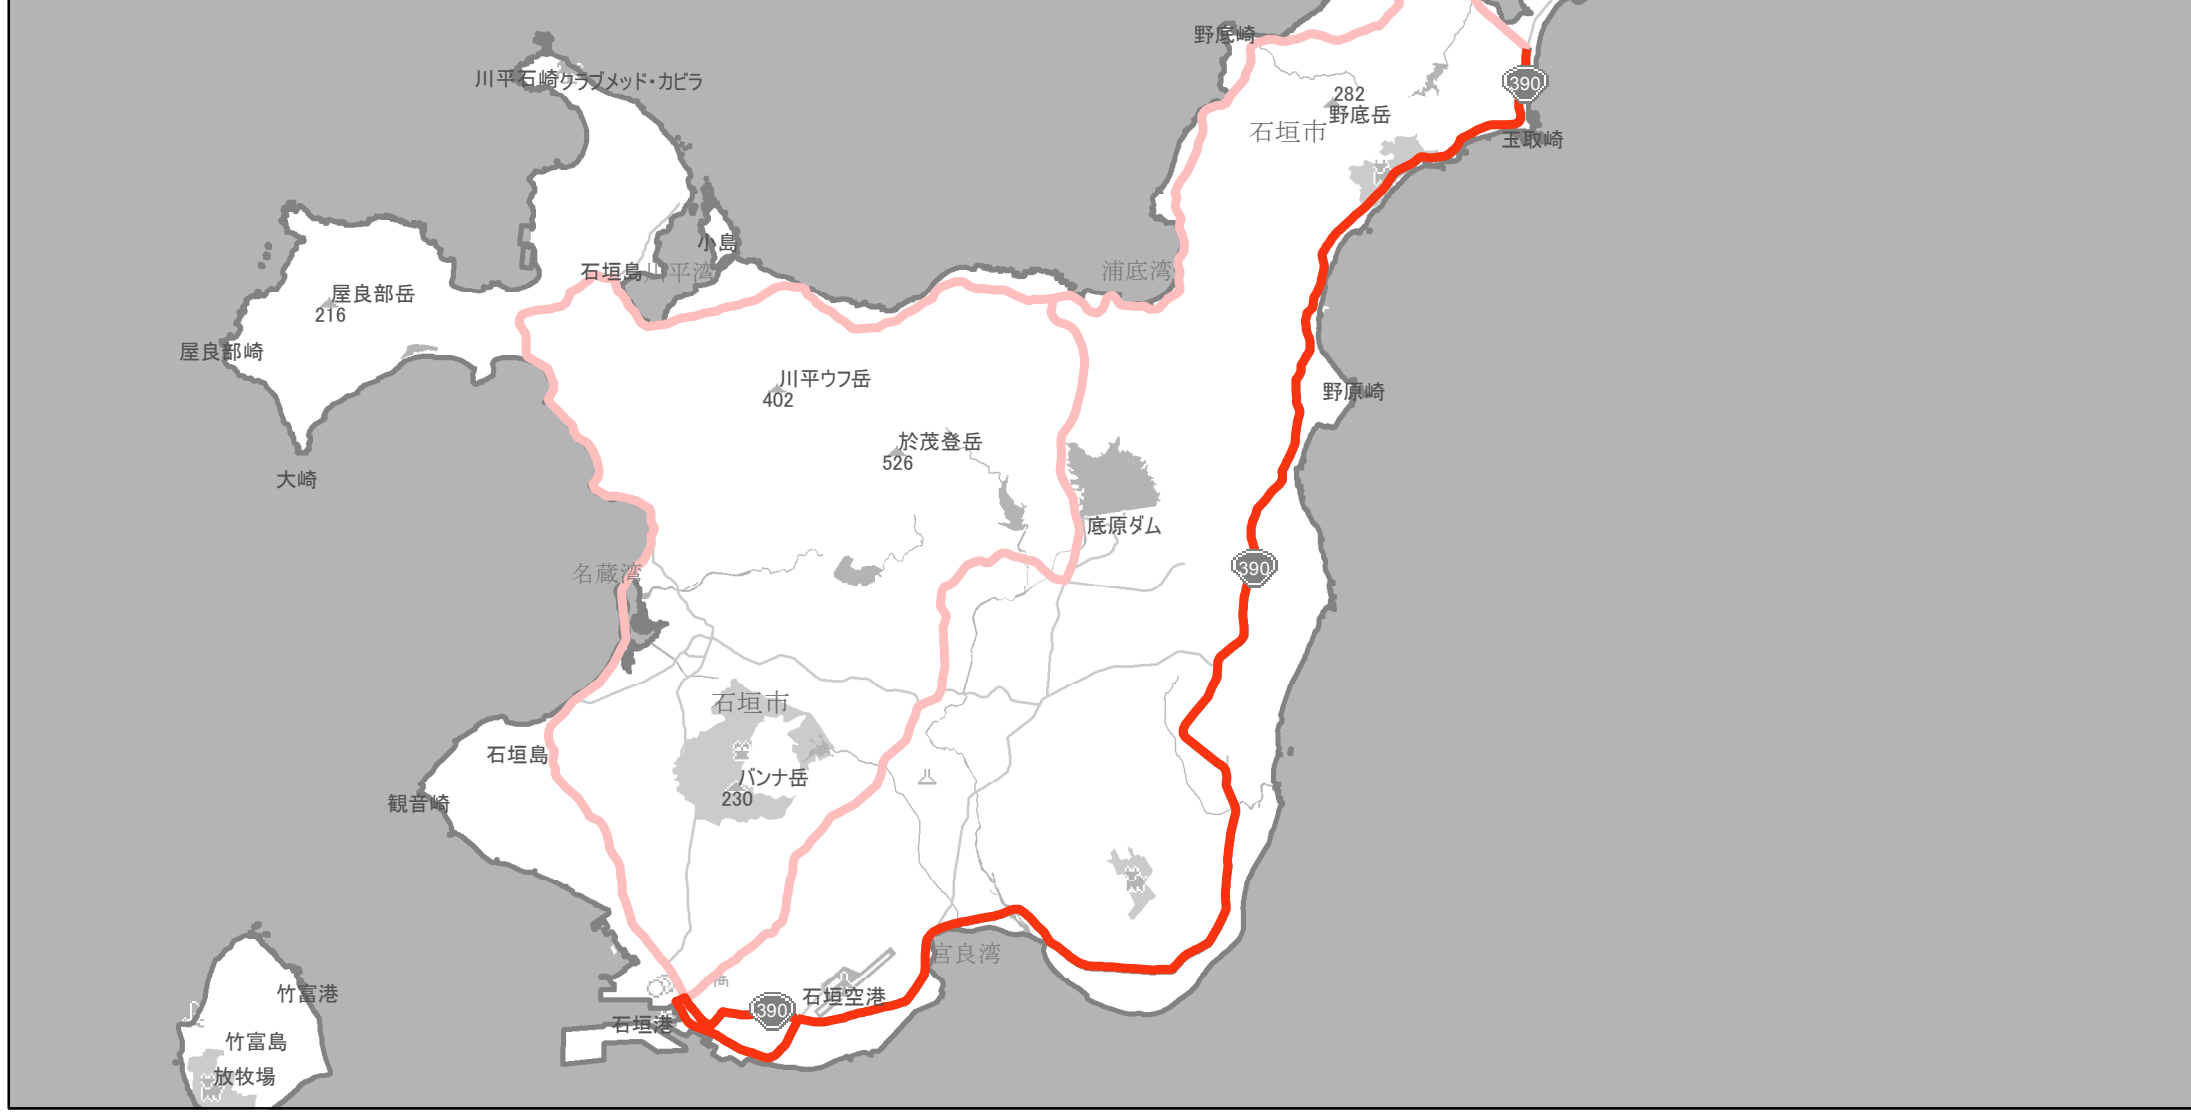 野底崎
川平石崎
クラブメッド・カビラ
390
282
野底岳
石垣市
玉取崎
小島
石垣島
川平湾
浦底湾
屋良部岳
216
屋良部崎
川平ウフ岳
402
野原崎
於茂登岳
526
大崎
底原ダム
名蔵湾
390
石垣市
石垣島
バンナ岳
230
観音崎
宮良湾
竹富港
石垣空港
390
石垣港
竹富島
放牧場